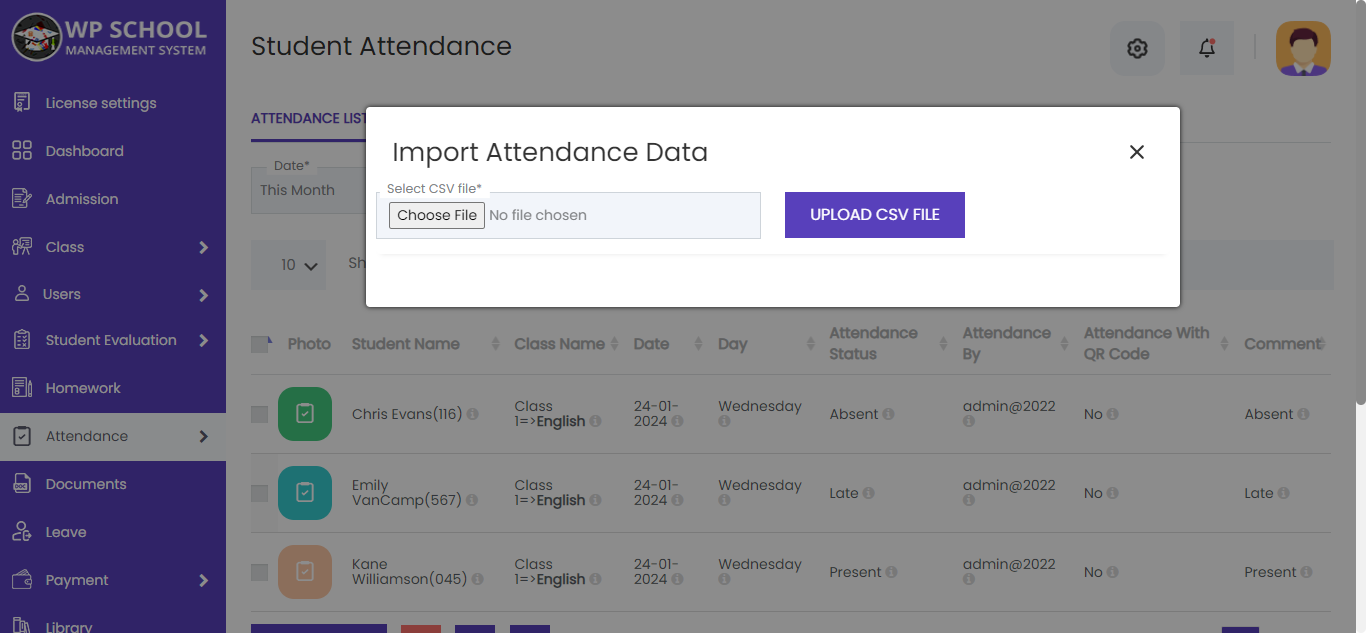 WP SCHOOL
MANAGEMENT SYSTEM
License settings
Dashboard
Admission
Class
Users
Student Evaluation
Homework
Attendance
Documents
Leave
Payment
Library
Student Attendance
ATTENDANCE LIST
Date*
This Month
10
Sh
Import Attendance Data
Select CSV file*
Choose File No file chosen
UPLOAD CSV FILE
Photo Student Name Class Name Date Day Attendance Status Attendance By Attendance With QR Code Comment
Chris Evans(116) Class 1=>English 24-01-2024 Wednesday Absent admin@2022 No Absent
Emily VanCamp(567) Class 1=>English 24-01-2024 Wednesday Late admin@2022 No Late
Kane Williamson(045) Class 1=>English 24-01-2024 Wednesday Present admin@2022 No Present